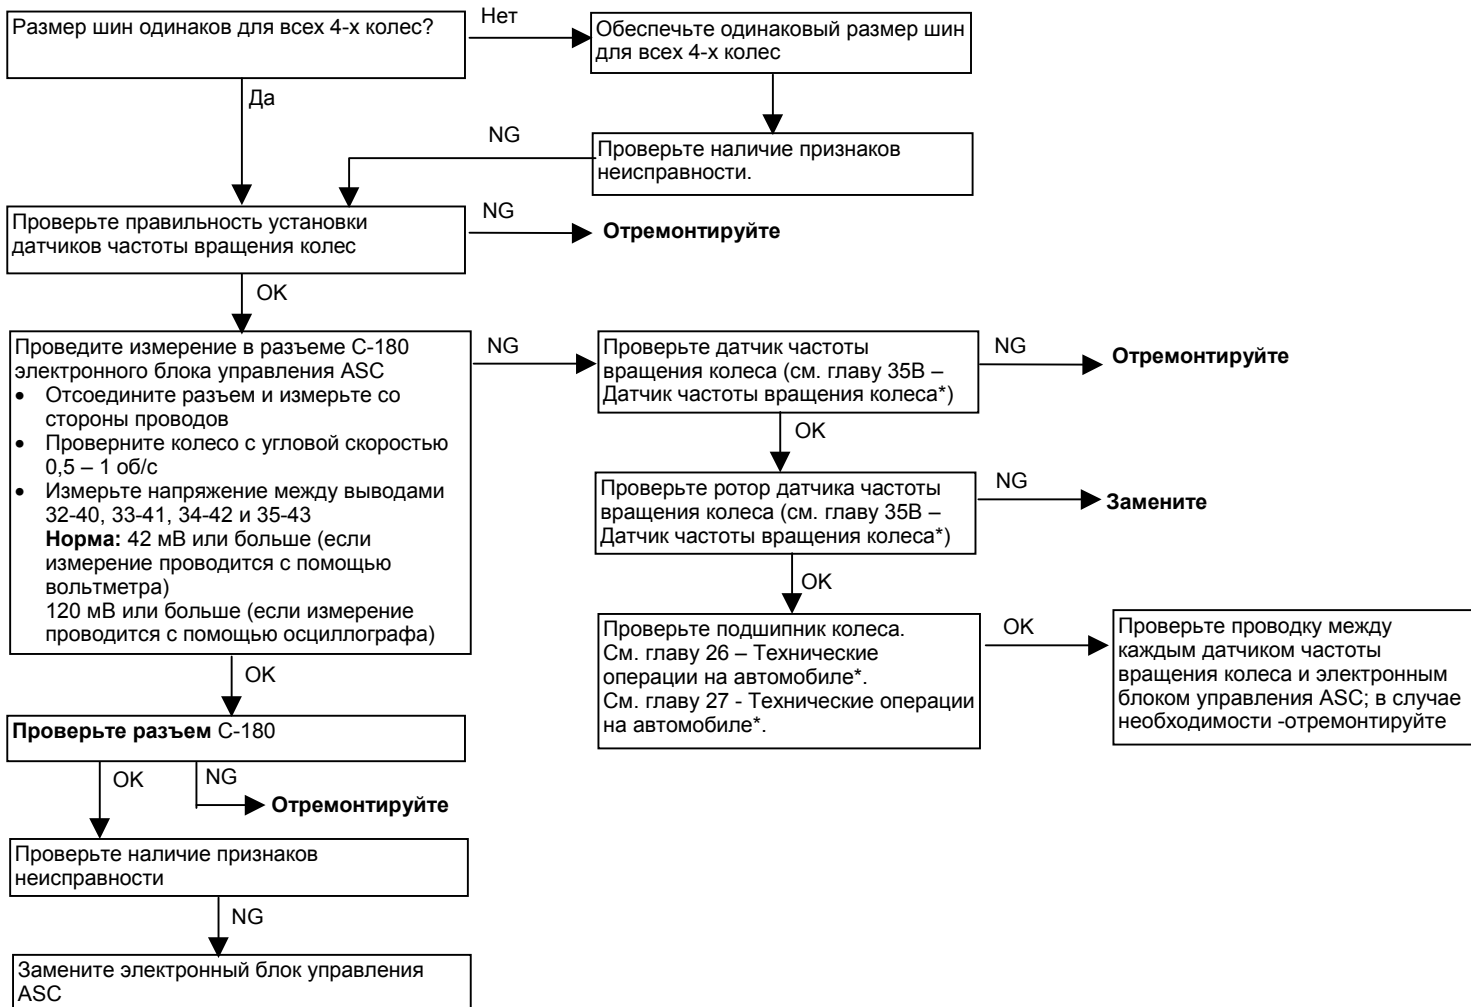 Размер шин одинаков для всех 4-х колес?
Нет
Обеспечьте одинаковый размер шин
для всех 4-х колес
Да
NG
Проверьте наличие признаков
неисправности.
Проверьте правильность установки
датчиков частоты вращения колес
NG
Отремонтируйте
OK
Проведите измерение в разъеме С-180
электронного блока управления ASC
• Отсоедините разъем и измерьте со
стороны проводов
• Проверните колесо с угловой скоростью
0,5 – 1 об/с
• Измерьте напряжение между выводами
32-40, 33-41, 34-42 и 35-43
Норма: 42 мВ или больше (если
измерение проводится с помощью
вольтметра)
120 мВ или больше (если измерение
проводится с помощью осциллографа)
NG
Проверьте датчик частоты
вращения колеса (см. главу 35В –
Датчик частоты вращения колеса*)
NG
Отремонтируйте
OK
Проверьте ротор датчика частоты
вращения колеса (см. главу 35В –
Датчик частоты вращения колеса*)
NG
Замените
OK
Проверьте подшипник колеса.
См. главу 26 – Технические
операции на автомобиле*.
См. главу 27 - Технические операции
на автомобиле*.
OK
Проверьте проводку между
каждым датчиком частоты
вращения колеса и электронным
блоком управления ASC; в случае
необходимости -отремонтируйте
OK
Проверьте разъем С-180
OK
NG
Отремонтируйте
Проверьте наличие признаков
неисправности
NG
Замените электронный блок управления
ASC